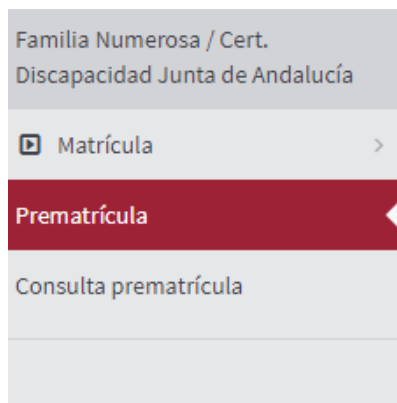 Familia Numerosa / Cert.
Discapacidad Junta de Andalucía
Matrícula
Prematrícula
Consulta prematrícula